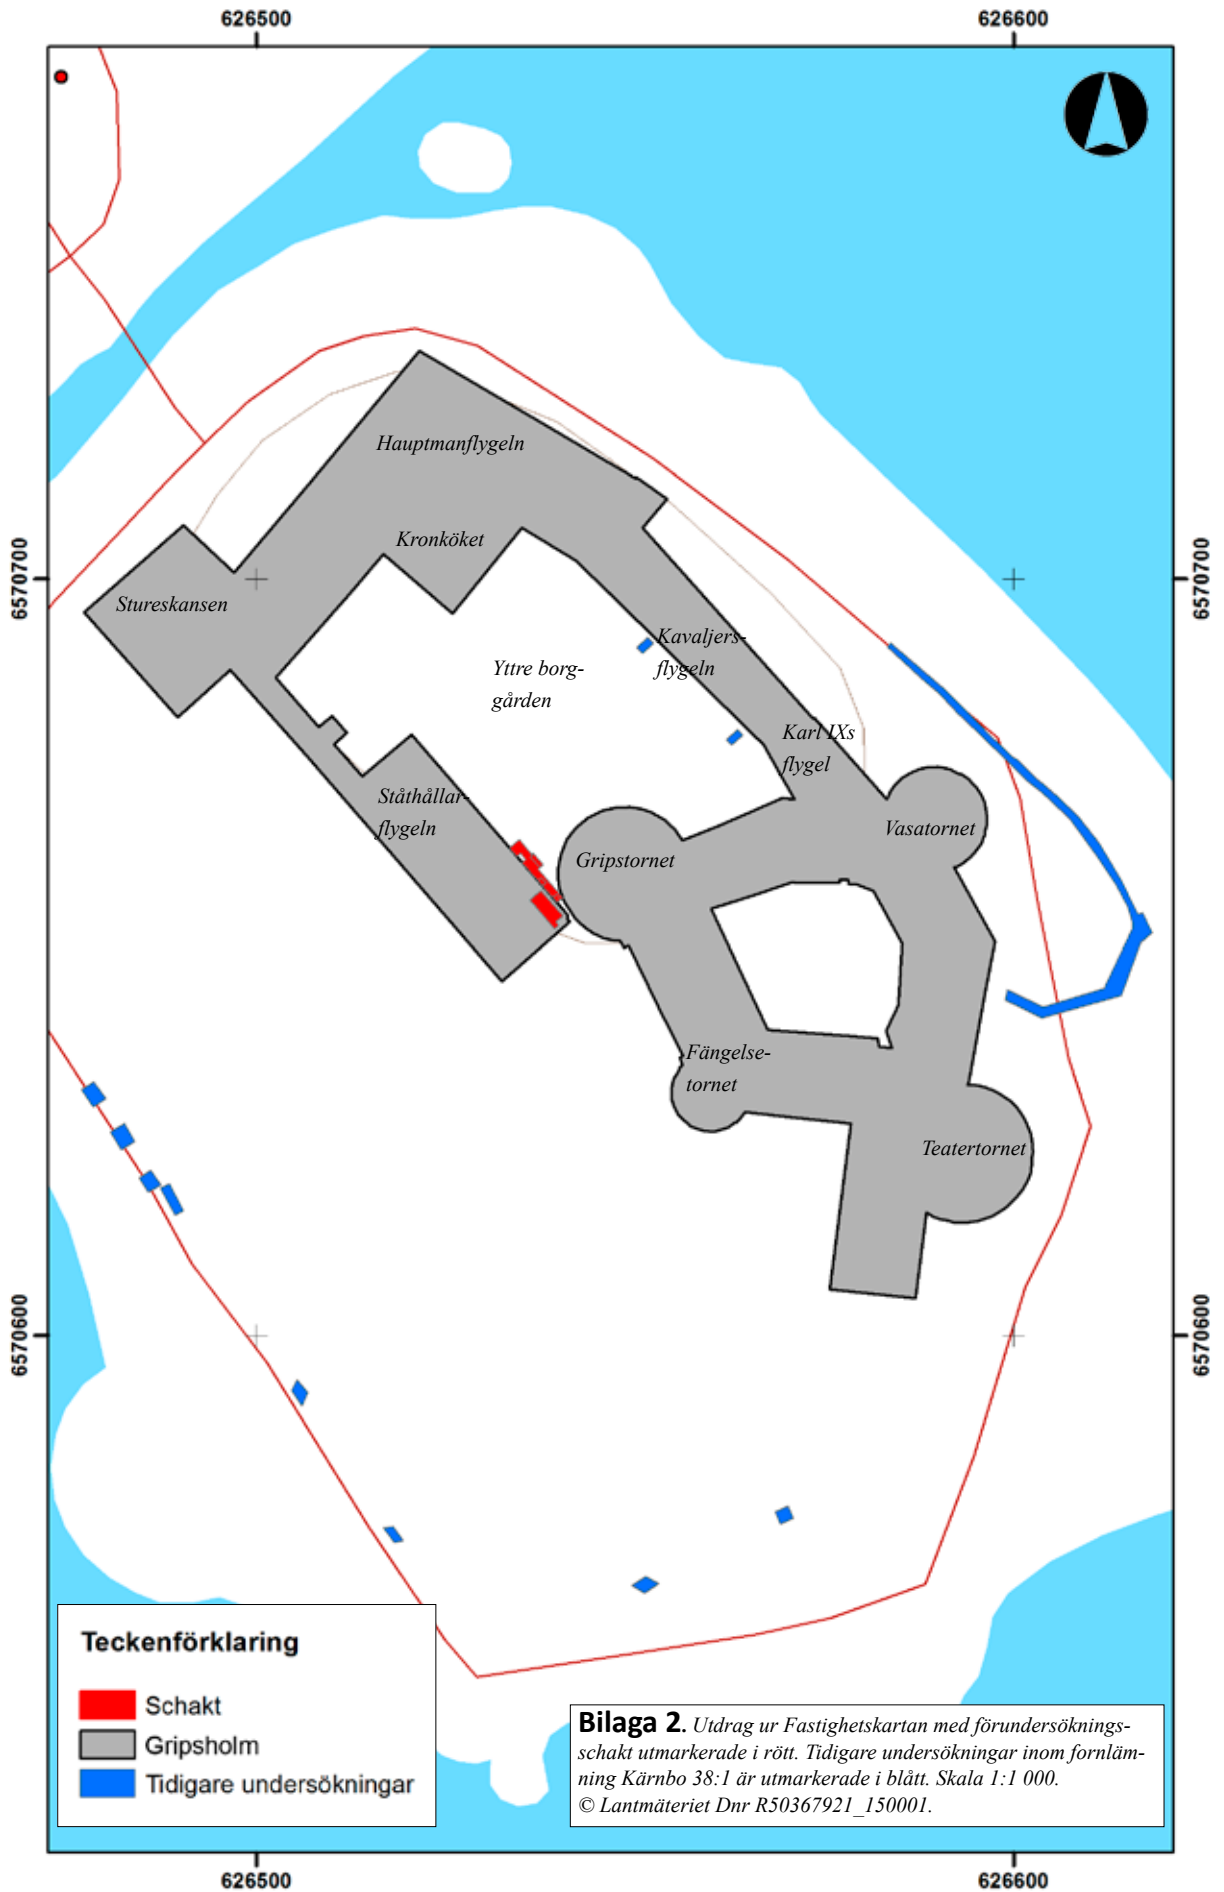 626500
626600
Hauptmanflygeln
Kronköket
6570700
6570700
Stureskansen
Kavaljers-
flygeln
Yttre borg-
gården
Karl IXs
flygel
Ståthållar-
flygeln
Vasatornet
Gripstornet
Fängelse-
tornet
Teatertornet
6570600
6570600
Teckenförklaring
Schakt
Gripsholm
Tidigare undersökningar
Bilaga 2. Utdrag ur Fastighetskartan med förundersöknings-
schakt utmarkerade i rött. Tidigare undersökningar inom fornläm-
ning Kärnbo 38:1 är utmarkerade i blått. Skala 1:1 000.
© Lantmäteriet Dnr R50367921_150001.
626500
626600